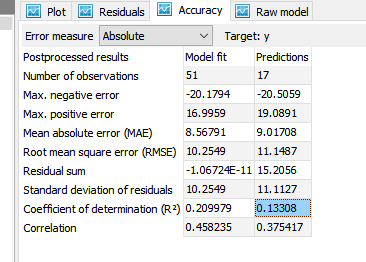 Plot Residuals Accuracy Raw model
Error measure Absolute Target: y
Postprocessed results Model fit Predictions
Number of observations 51 17
Max. negative error -20.1794 -20.5059
Max. positive error 16.9959 19.0891
Mean absolute error (MAE) 8.56791 9.01708
Root mean square error (RMSE) 10.2549 11.1487
Residual sum -1.06724E-11 15.2056
Standard deviation of residuals 10.2549 11.1127
Coefficient of determination (R²) 0.209979 0.13308
Correlation 0.458235 0.375417